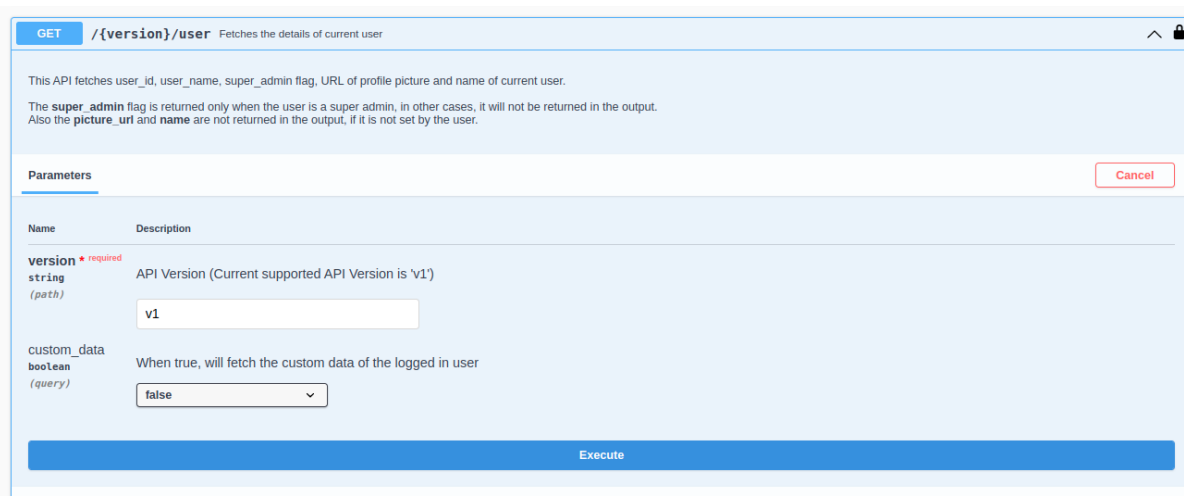 GET /{version}/user Fetches the details of current user
This API fetches user_id, user_name, super_admin flag, URL of profile picture and name of current user.
The super_admin flag is returned only when the user is a super admin, in other cases, it will not be returned in the output.
Also the picture_url and name are not returned in the output, if it is not set by the user.
Parameters
Cancel
Name Description
version * required
string
(path)
API Version (Current supported API Version is 'v1')
v1
custom_data
boolean
(query)
When true, will fetch the custom data of the logged in user
false
Execute